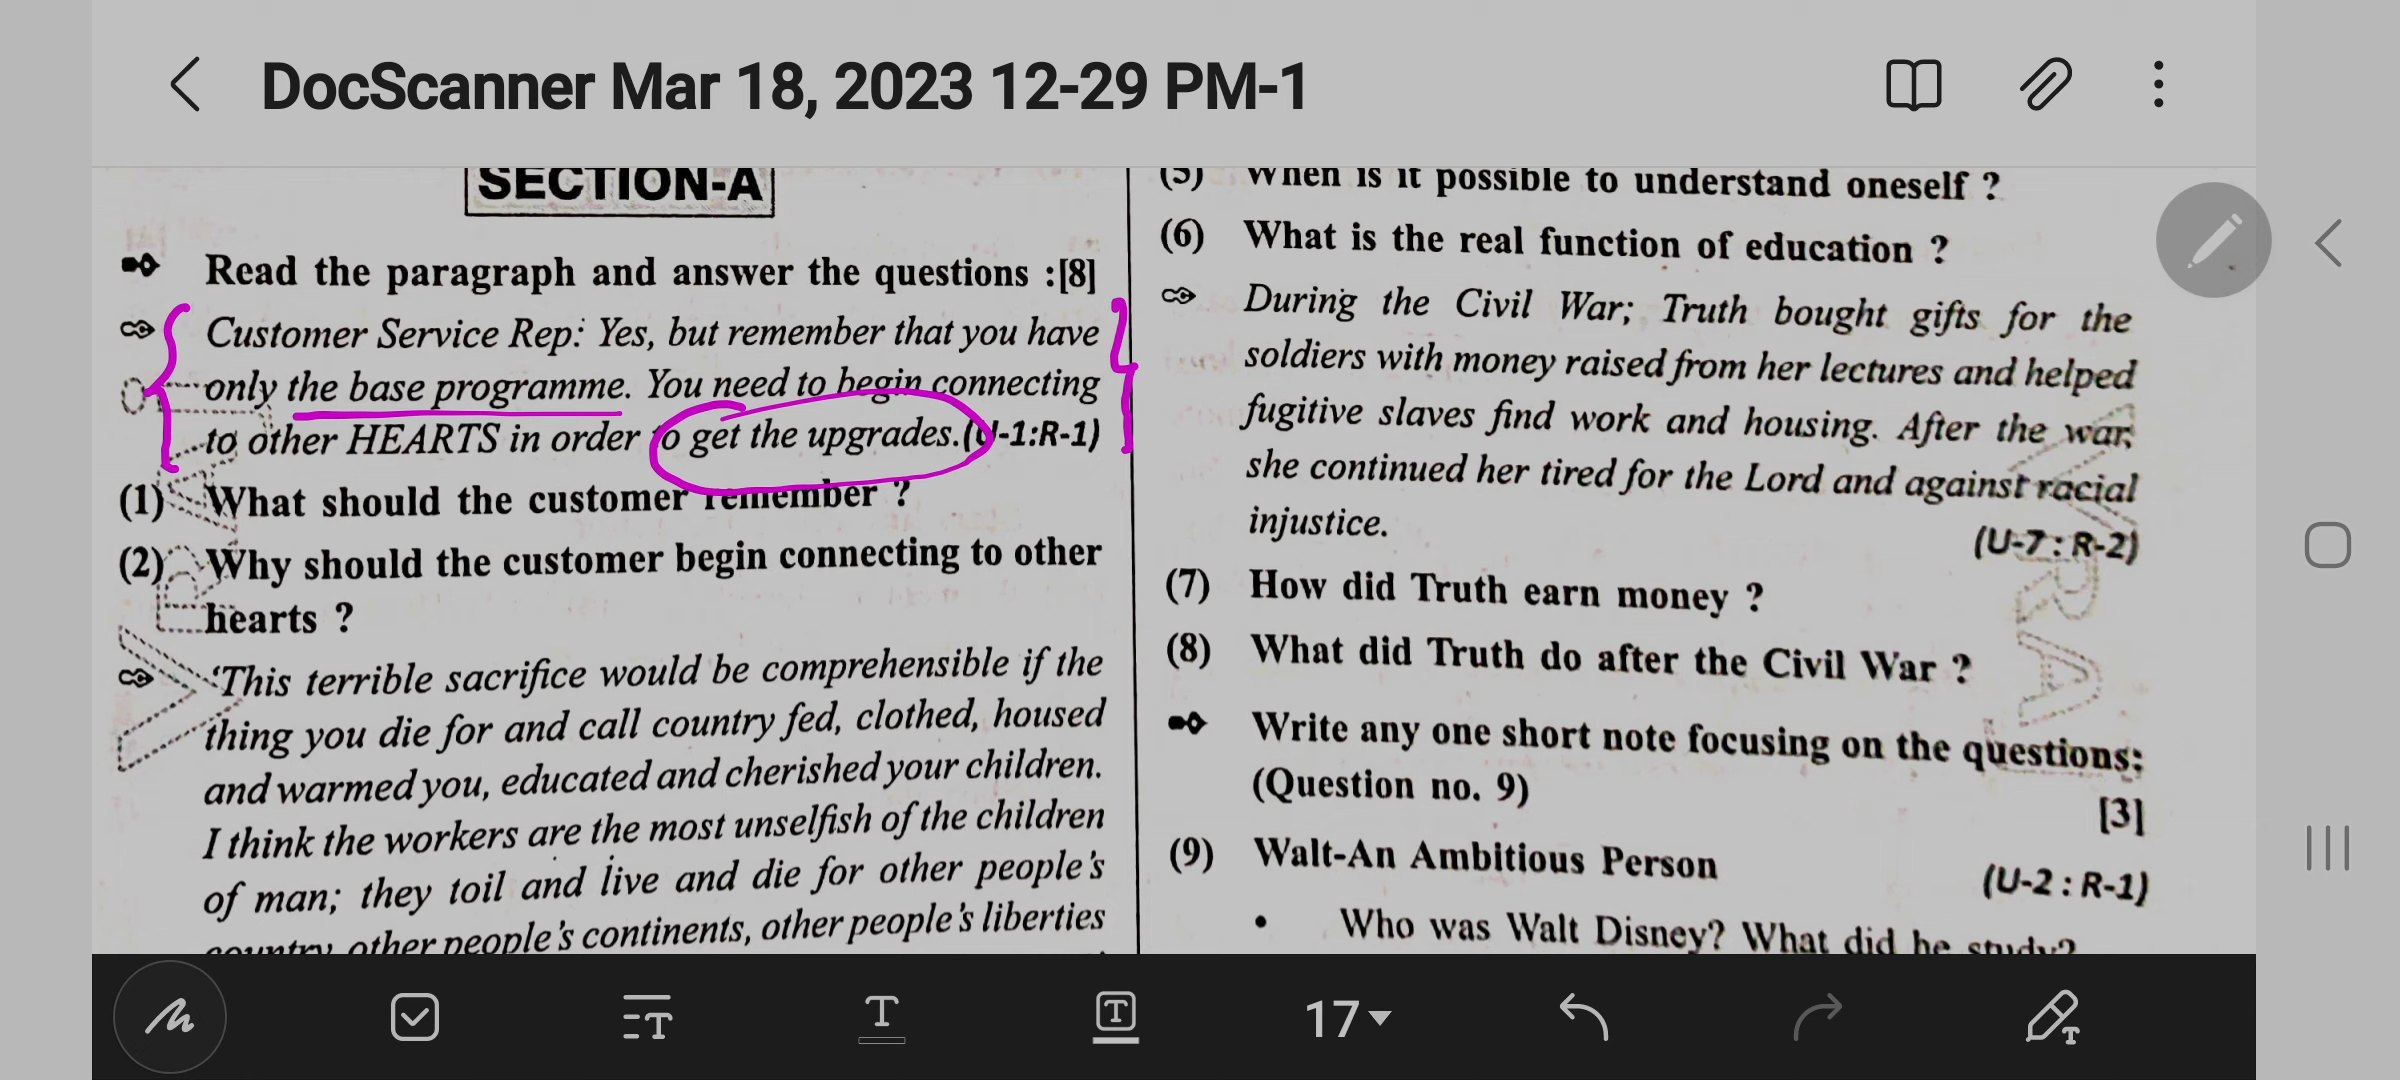 DocScanner Mar 18, 2023 12-29 PM-1
SECTION-A
Read the paragraph and answer the questions :[8]
Customer Service Rep: Yes, but remember that you have
only the base programme. You need to begin connecting
to other HEARTS in order to get the upgrades.(U-1:R-1)
(1) What should the customer remember ?
(2) Why should the customer begin connecting to other
hearts ?
'This terrible sacrifice would be comprehensible if the
thing you die for and call country fed, clothed, housed
and warmed you, educated and cherished your children.
I think the workers are the most unselfish of the children
of man; they toil and live and die for other people's
country, other people's continents, other people's liberties
(5) When is it possible to understand oneself ?
(6) What is the real function of education ?
During the Civil War; Truth bought gifts for the
soldiers with money raised from her lectures and helped
fugitive slaves find work and housing. After the war,
she continued her tired for the Lord and against racial
injustice.
(U-7 : R-2)
(7) How did Truth earn money ?
(8) What did Truth do after the Civil War ?
Write any one short note focusing on the questions:
(Question no. 9)
[3]
(9) Walt-An Ambitious Person
(U-2 : R-1)
• Who was Walt Disney? What did he study?
17